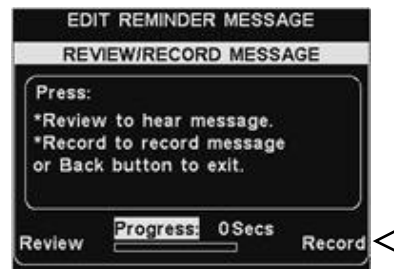 EDIT REMINDER MESSAGE
REVIEW/RECORD MESSAGE
Press:
*Review to hear message.
*Record to record message
or Back button to exit.
Progress: 0Secs
Review Record